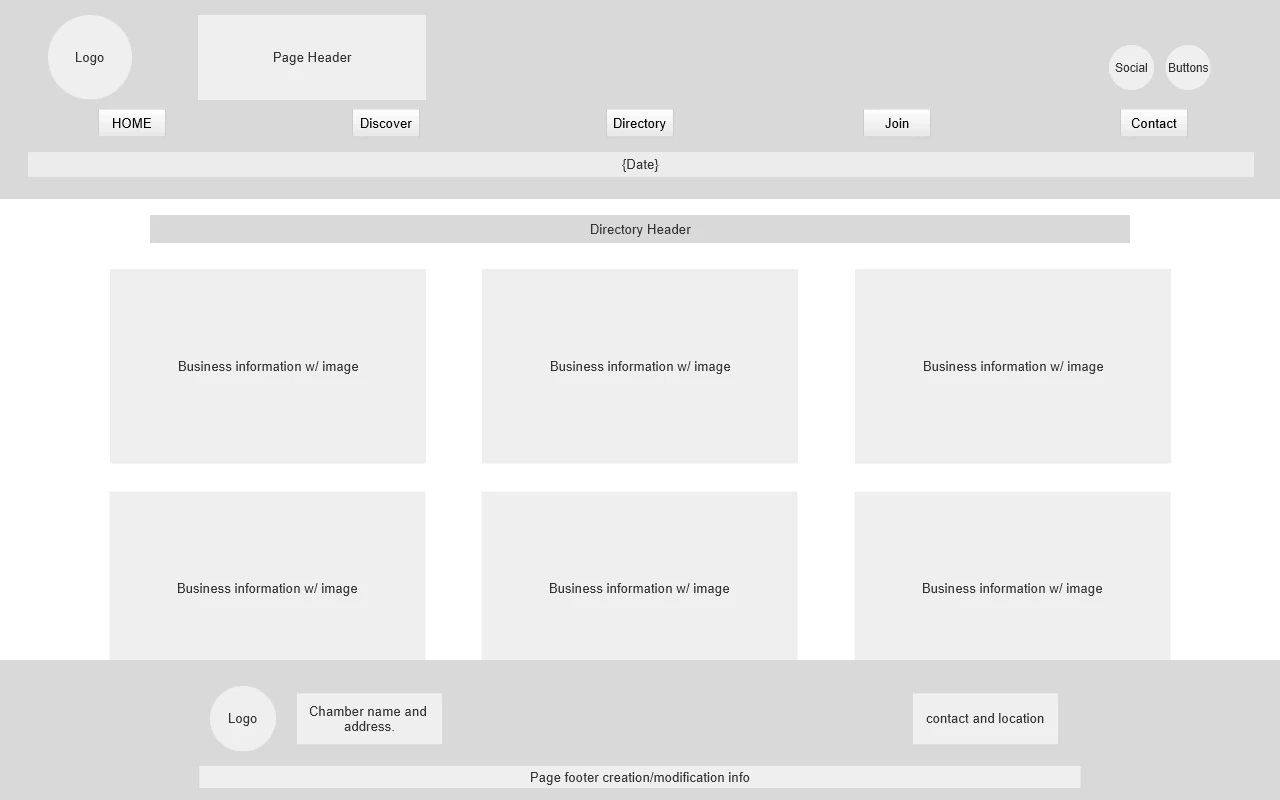 Logo
Page Header
Social
Buttons
HOME
Discover
Directory
Join
Contact
{Date}
Directory Header
Business information w/ image
Business information w/ image
Business information w/ image
Business information w/ image
Business information w/ image
Business information w/ image
Logo
Chamber name and
address.
contact and location
Page footer creation/modification info